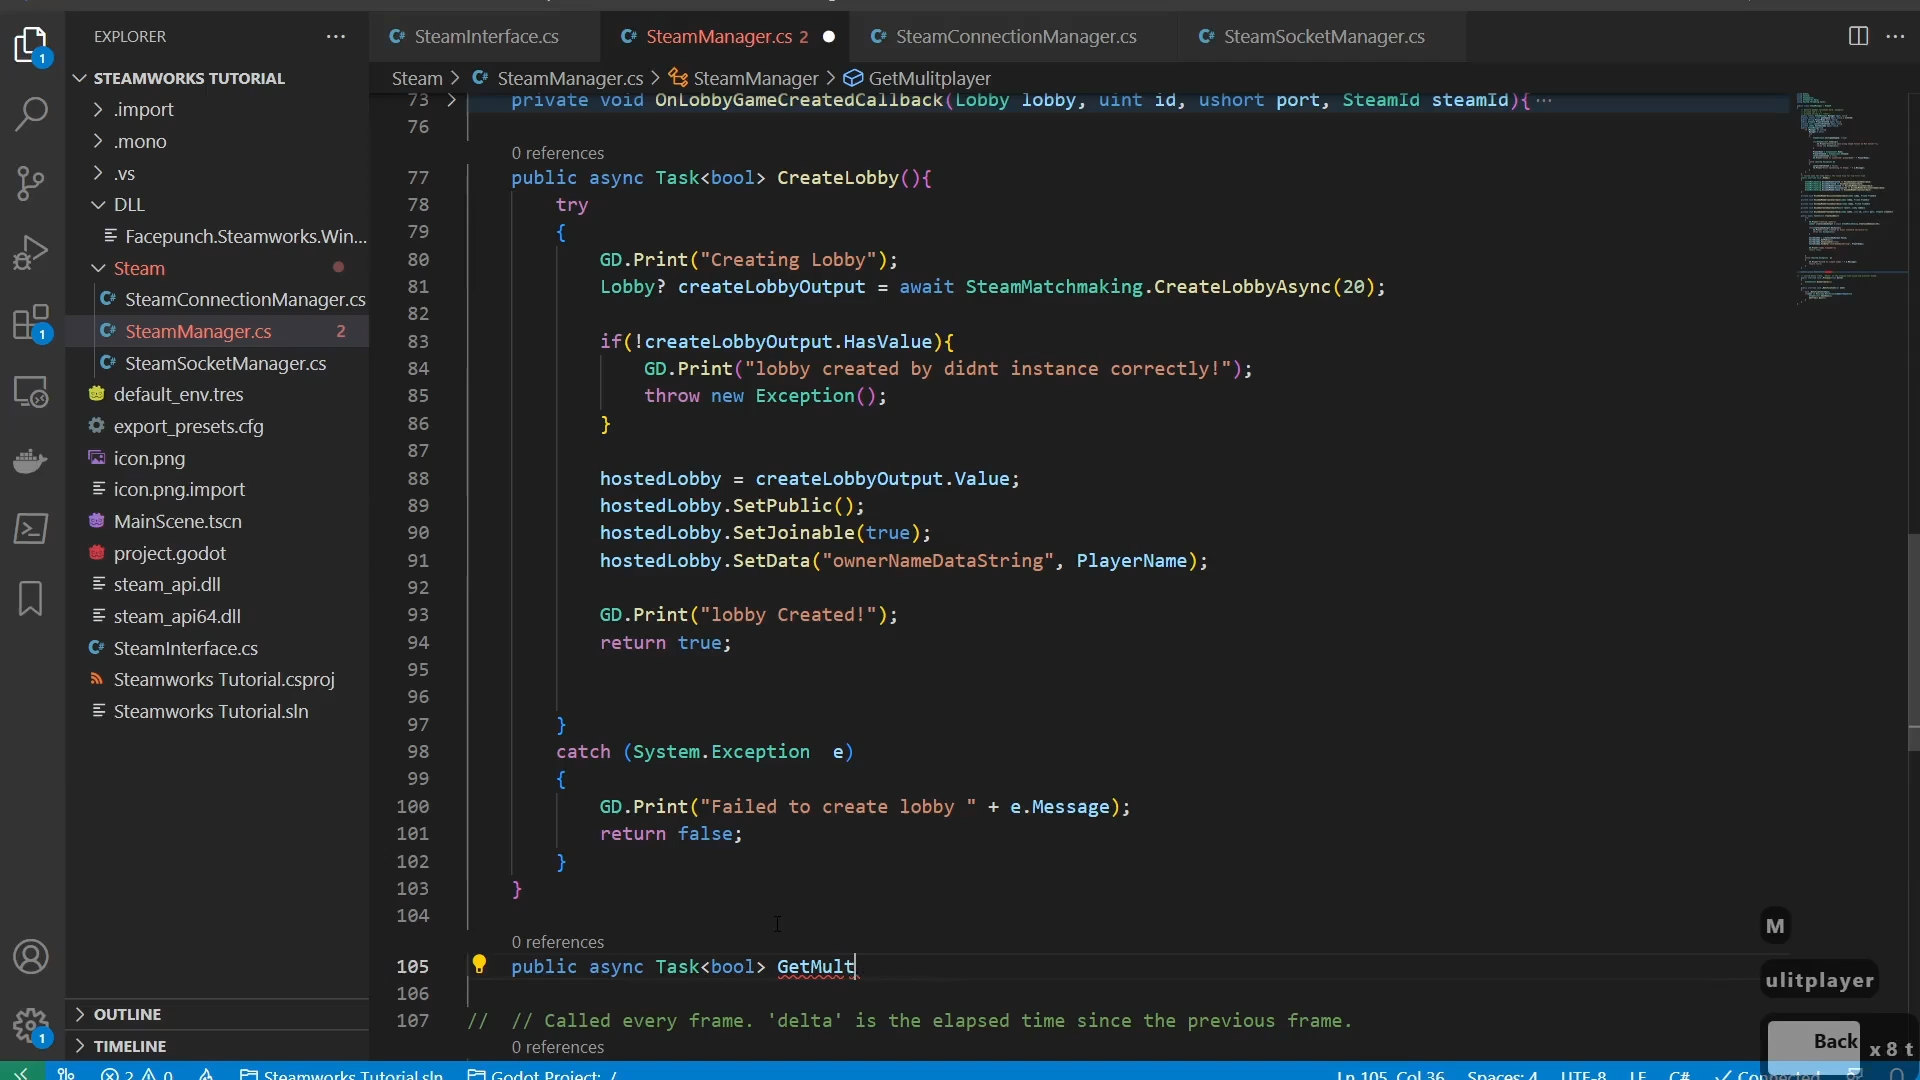 EXPLORER
SteamInterface.cs
SteamManager.cs 2
SteamConnectionManager.cs
SteamSocketManager.cs
Steam > SteamManager.cs > SteamManager > GetMulitplayer
STEAMWORKS TUTORIAL
.import
.mono
.vs
DLL
Facepunch.Steamworks.Win...
Steam
SteamConnectionManager.cs
SteamManager.cs 2
SteamSocketManager.cs
default_env.tres
export_presets.cfg
icon.png
icon.png.import
MainScene.tscn
project.godot
steam_api.dll
steam_api64.dll
SteamInterface.cs
Steamworks Tutorial.csproj
Steamworks Tutorial.sln
OUTLINE
TIMELINE
73 private void OnLobbyGameCreatedCallback(Lobby lobby, uint id, ushort port, SteamId steamId){ ...
76
0 references
77 public async Task<bool> CreateLobby(){
78 try
79 {
80 GD.Print("Creating Lobby");
81 Lobby? createLobbyOutput = await SteamMatchmaking.CreateLobbyAsync(20);
82
83 if(!createLobbyOutput.HasValue){
84 GD.Print("lobby created by didnt instance correctly!");
85 throw new Exception();
86 }
87
88 hostedLobby = createLobbyOutput.Value;
89 hostedLobby.SetPublic();
90 hostedLobby.SetJoinable(true);
91 hostedLobby.SetData("ownerNameDataString", PlayerName);
92
93 GD.Print("lobby Created!");
94 return true;
95
96
97 }
98 catch (System.Exception  e)
99 {
100 GD.Print("Failed to create lobby " + e.Message);
101 return false;
102 }
103 }
104
0 references
105 public async Task<bool> GetMult
106
107 // // Called every frame. 'delta' is the elapsed time since the previous frame.
0 references
M
ulitplayer
Back x 8 t
2 0 Steamworks Tutorial.sln Godot Project: / Ln 105, Col 36 Spaces: 4 UTF-8 LF C# Connected